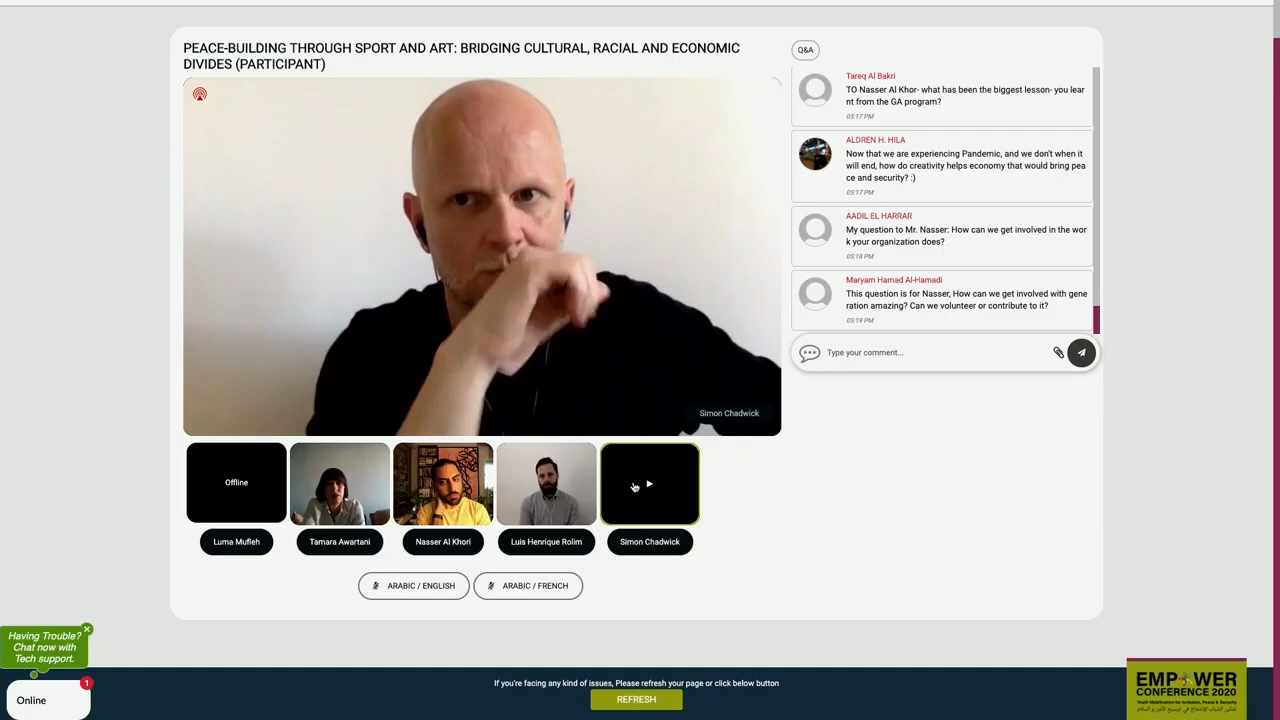 PEACE-BUILDING THROUGH SPORT AND ART: BRIDGING CULTURAL, RACIAL AND ECONOMIC
DIVIDES (PARTICIPANT)
Simon Chadwick
Offline
Luma Mufleh
Tamara Awartani
Nasser Al Khori
Luis Henrique Rolim
Simon Chadwick
ARABIC / ENGLISH
ARABIC / FRENCH
Q&A
Tareq Al Bakri
TO Nasser Al Khor- what has been the biggest lesson- you lear
nt from the GA program?
05:17 PM
ALDREN H. HILA
Now that we are experiencing Pandemic, and we don't when it
will end, how do creativity helps economy that would bring pea
ce and security? :)
05:17 PM
AADIL EL HARRAR
My question to Mr. Nasser: How can we get involved in the wor
k your organization does?
05:18 PM
Maryam Hamad Al-Hamadi
This question is for Nasser, How can we get involved with gene
ration amazing? Can we volunteer or contribute to it?
05:19 PM
Type your comment...
Having Trouble?
Chat now with
Tech support.
Online
1
If you're facing any kind of issues, Please refresh your page or click below button
REFRESH
EMPOWER
CONFERENCE 2020
Youth Mobilisation for Inclusion, Peace & Security